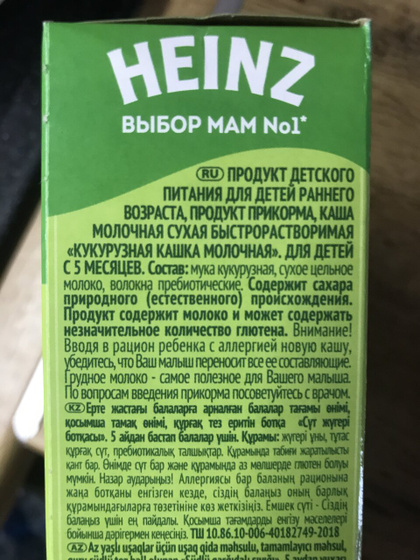 HEINZ
ВЫБОР МАМ No1*
RU ПРОДУКТ ДЕТСКОГО
ПИТАНИЯ ДЛЯ ДЕТЕЙ РАННЕГО
ВОЗРАСТА, ПРОДУКТ ПРИКОРМА, КАША
МОЛОЧНАЯ СУХАЯ БЫСТРОРАСТВОРИМАЯ
«КУКУРУЗНАЯ КАШКА МОЛОЧНАЯ». ДЛЯ ДЕТЕЙ
С 5 МЕСЯЦЕВ. Состав: мука кукурузная, сухое цельное
молоко, волокна пребиотические. Содержит сахара
природного (естественного) происхождения.
Продукт содержит молоко и может содержать
незначительное количество глютена. Внимание!
Вводя в рацион ребенка с аллергией новую кашу,
убедитесь, что Ваш малыш переносит все ее составляющие.
Грудное молоко - самое полезное для Вашего малыша.
По вопросам введения прикорма посоветуйтесь с врачом.
KZ Ерте жастағы балаларға арналған балалар тағамы өнімі,
қосымша тамақ өнімі, құрғақ тез еритін ботқа «Сүт жүгері
ботқасы». 5 айдан бастап балалар үшін. Құрамы: жүгері ұны, тұтас
құрғақ сүт, пребиотикалық талшықтар. Құрамында табиғи жаратылысты
қант бар. Өнімде сүт бар және құрамында аз мөлшерде глютен болуы
мүмкін. Назар аударыңыз! Аллергиясы бар баланың рационына
жаңа ботқаны енгізген кезде, сіздің балаңыз оның барлық
құрамындағыларға төзетініне көз жеткізіңіз. Емшек сүті - Сіздің
балаңыз үшін ең пайдалы. Қосымша тағамдарды енгізу мәселелері
бойынша дәрігермен кеңесіңіз. ТШ 10.86.10-006-40182749-2018
AZ Az yaşlı uşaqlar üçün uşaq qida məhsulu, tamamlayıcı məhsul,